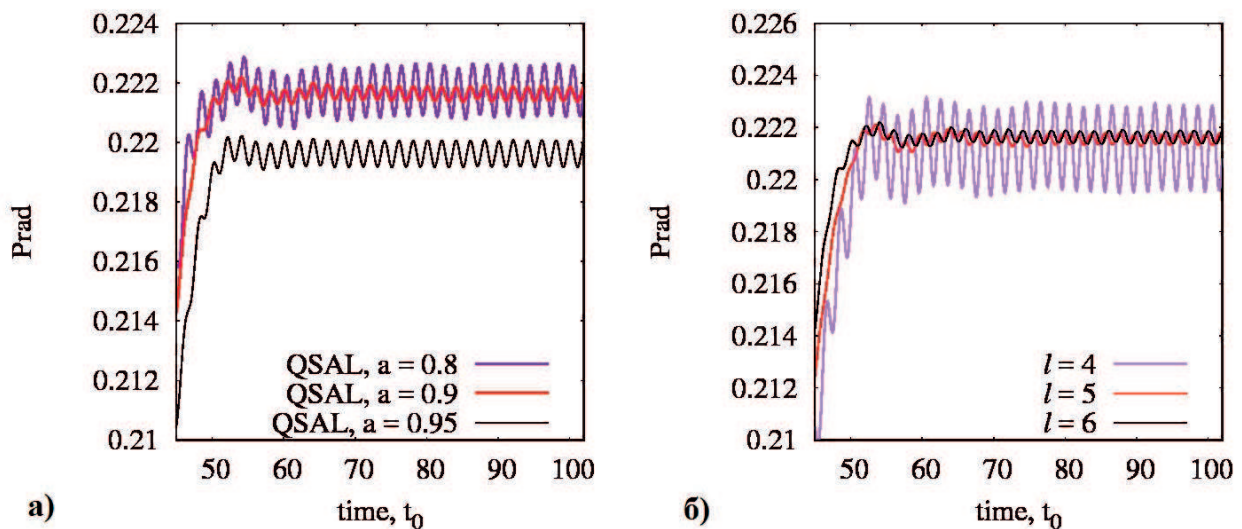 0.224
0.222
0.22
0.218
0.216
0.214
0.212
0.21
Prad
QSAL, a = 0.8
QSAL, a = 0.9
QSAL, a = 0.95
50 60 70 80 90 100
time, t0
а)
0.226
0.224
0.222
0.22
0.218
0.216
0.214
0.212
0.21
Prad
l = 4
l = 5
l = 6
50 60 70 80 90 100
time, t0
б)